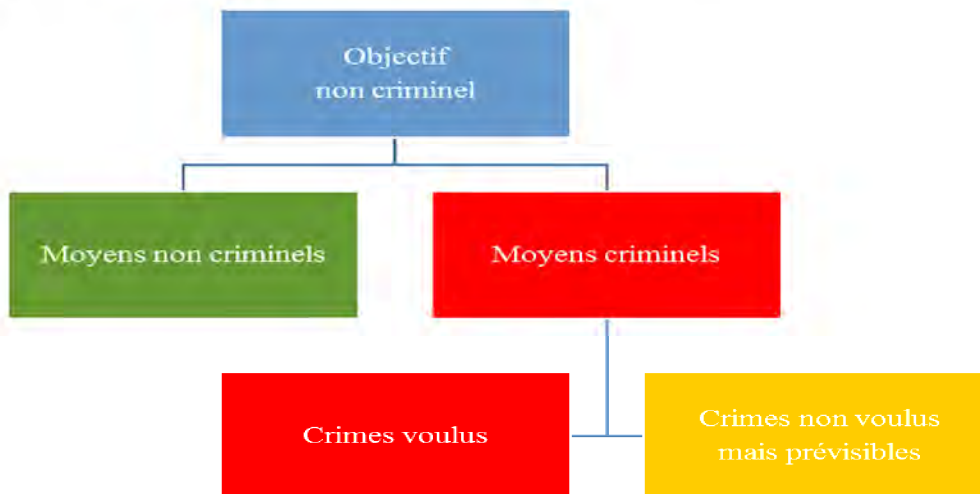 Objectif
non criminel
Moyens non criminels
Moyens criminels
Crimes voulus
Crimes non voulus
mais prévisibles